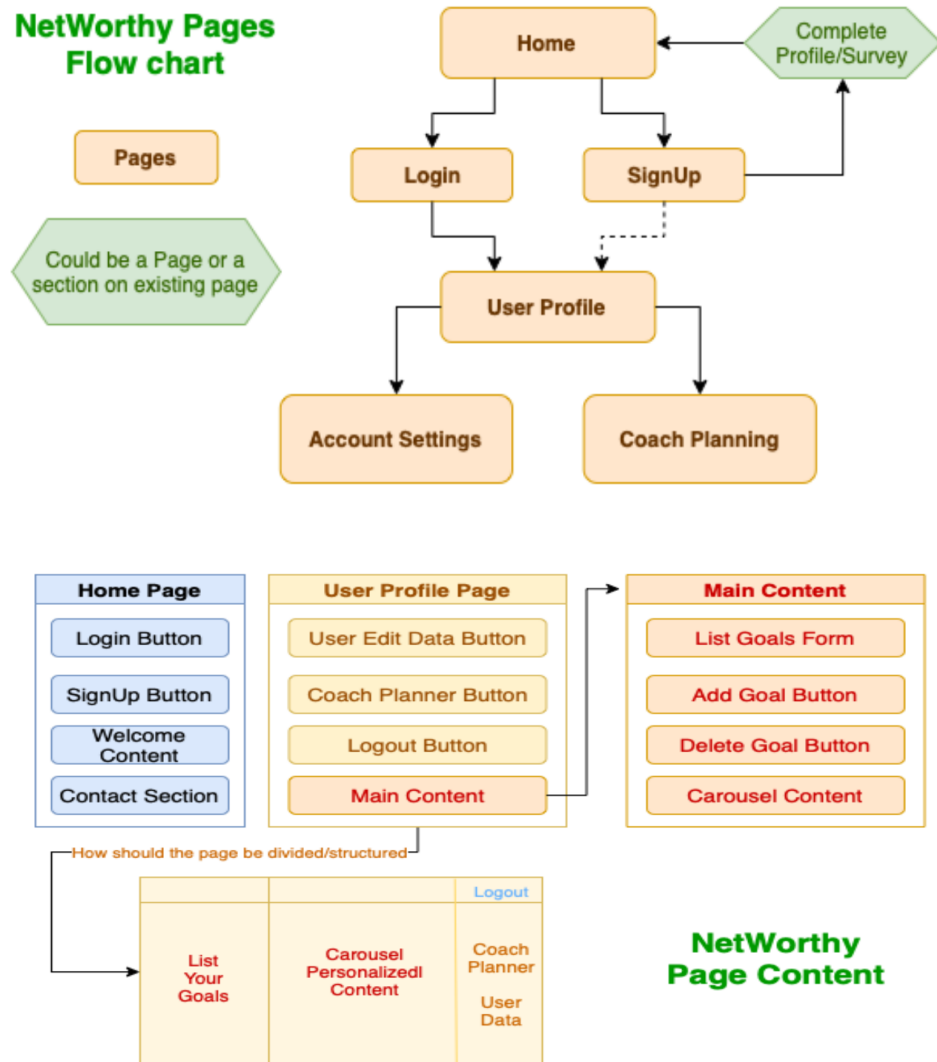 NetWorthy Pages
Flow chart
Home
Complete
Profile/Survey
Pages
Login
SignUp
Could be a Page or a
section on existing page
User Profile
Account Settings
Coach Planning
Home Page
Login Button
SignUp Button
Welcome
Content
Contact Section
User Profile Page
User Edit Data Button
Coach Planner Button
Logout Button
Main Content
Main Content
List Goals Form
Add Goal Button
Delete Goal Button
Carousel Content
How should the page be divided/structured
Logout
List
Your
Goals
Carousel
Personalizedl
Content
Coach
Planner
User
Data
NetWorthy
Page Content